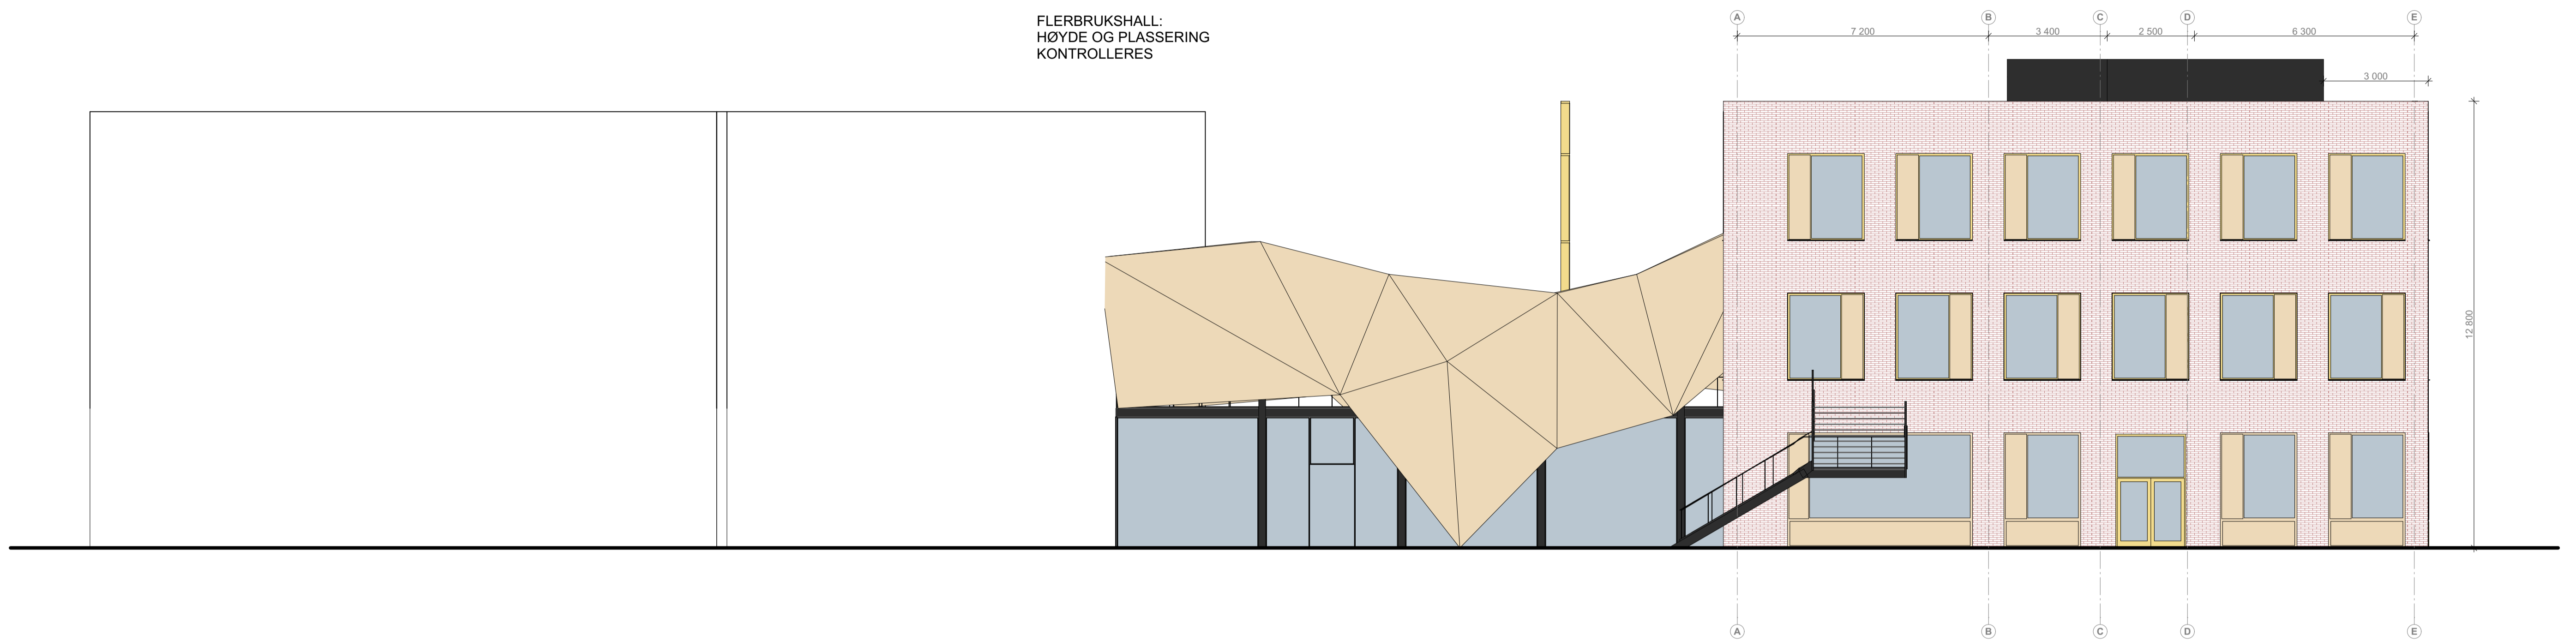 FLERBRUKSHALL:
HØYDE OG PLASSERING
KONTROLLERES
A B C D E
7 200 3 400 2 500 6 300
3 000
12 800
A B C D E